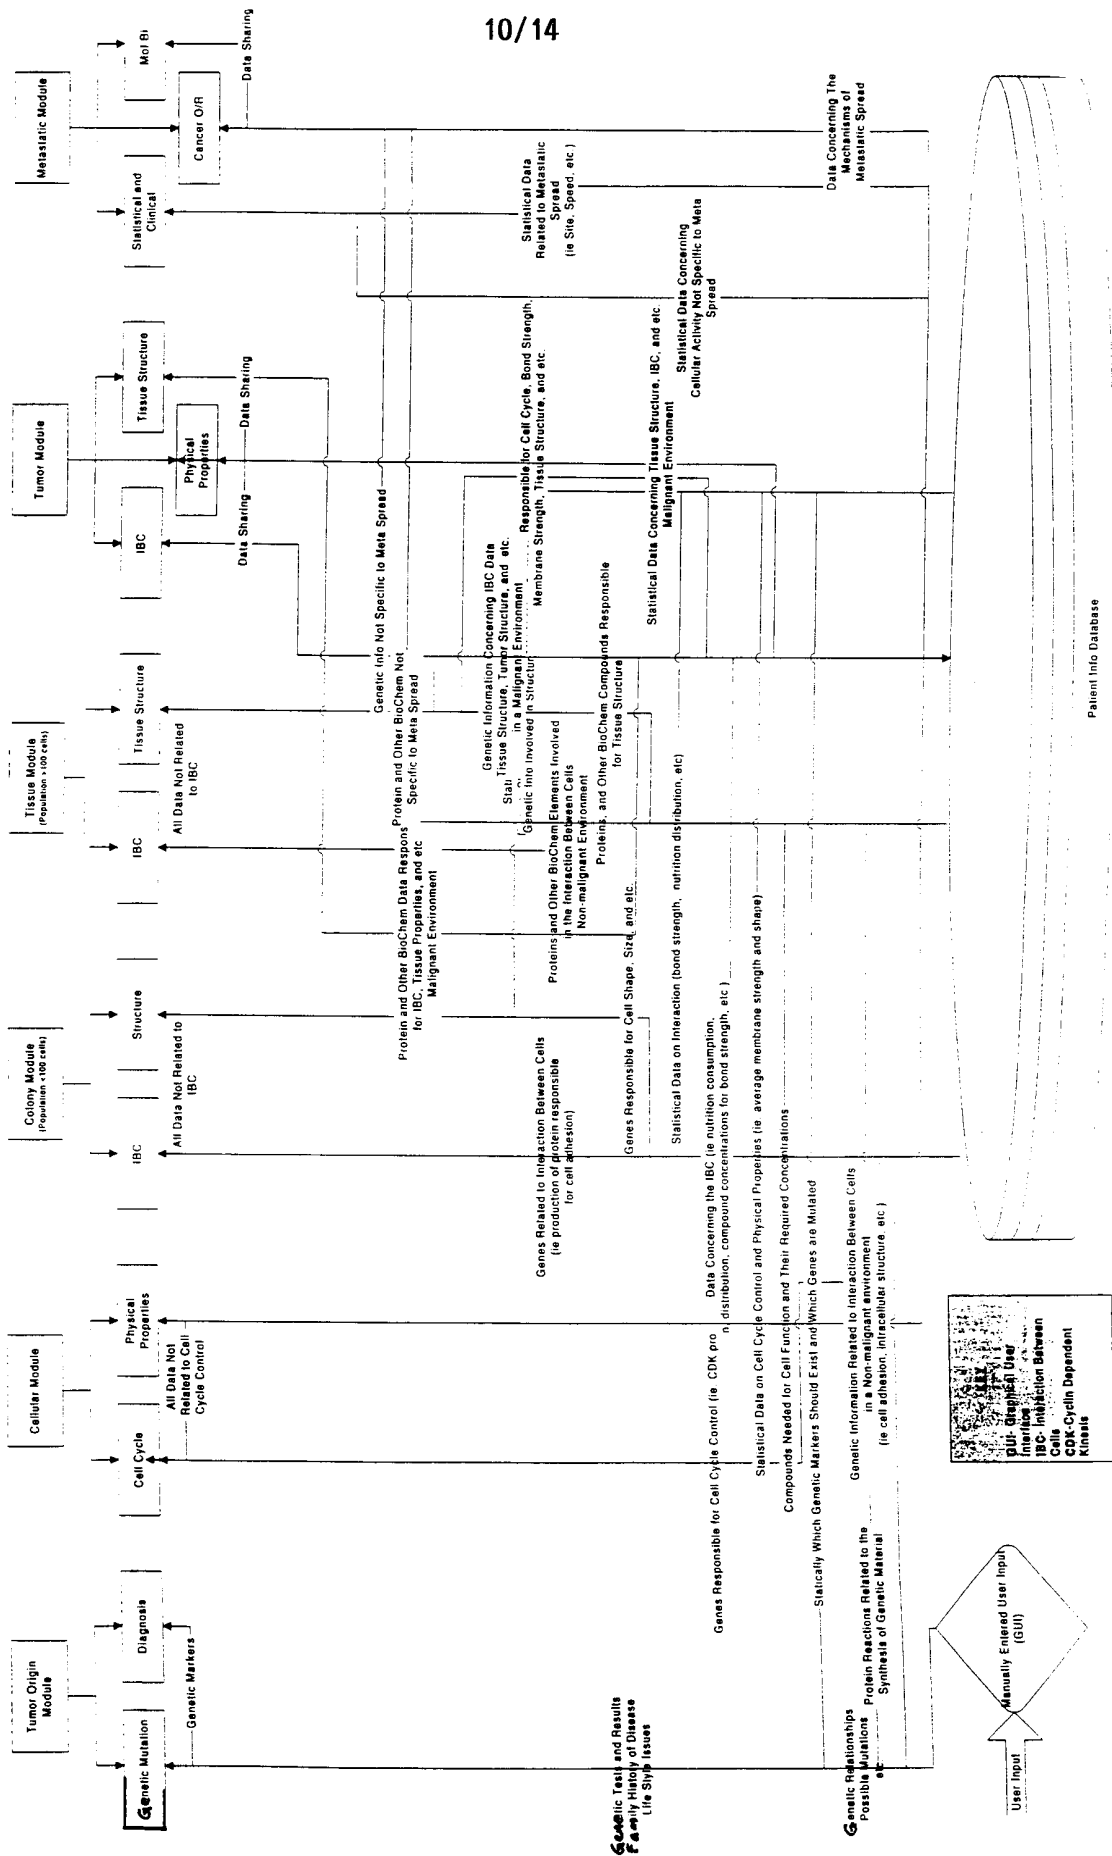 10/14
Tumor Origin
Module
Cellular Module
Colony Module
(Population <100 cells)
Tissue Module
(Population >100 cells)
Tumor Module
Metastatic Module
Genetic Mutation
Diagnosis
Cell Cycle
Physical
Properties
IBC
Structure
IBC
Tissue Structure
IBC
Physical
Properties
Tissue Structure
Statistical and
Clinical
Cancer O/R
Mol Bi
Genetic Markers
All Data Not
Related to Cell
Cycle Control
All Data Not Related to
IBC
All Data Not Related
to IBC
Data Sharing
Data Sharing
Data Sharing
Genetic Info Not Specific to Meta Spread
Protein and Other BioChem Not
Specific to Meta Spread
Protein and Other BioChem Data Respons
for IBC, Tissue Properties, and etc
Malignant Environment
Genetic Information Concerning IBC Data
Tissue Structure, Tumor Structure, and etc.
in a Malignant Environment
Stati
Genetic Info Involved in Structur
Responsible for Cell Cycle, Bond Strength,
Membrane Strength, Tissue Structure, and etc.
Statistical Data
Related to Metastatic
Spread
(ie Site, Speed, etc.)
Genes Related to Interaction Between Cells
(ie production of protein responsible
for cell adhesion)
Proteins and Other BioChem Elements Involved
in the Interaction Between Cells
Non-malignant Environment
Proteins, and Other BioChem Compounds Responsible
for Tissue Structure
Statistical Data Concerning Tissue Structure, IBC, and etc.
Malignant Environment
Statistical Data Concerning
Cellular Activity Not Specific to Meta
Spread
Data Concerning The
Mechanisms of
Metastatic Spread
Genetic Tests and Results
Family History of Disease
Life Style Issues
Genes Responsible for Cell Shape, Size, and etc.
Statistical Data on Interaction (bond strength, nutrition distribution, etc)
Genes Responsible for Cell Cycle Control (ie. CDK pro
Data Concerning the IBC (ie nutrition consumption,
n, distribution, compound concentrations for bond strength, etc )
Statistical Data on Cell Cycle Control and Physical Properties (ie average membrane strength and shape)
Compounds Needed for Cell Function and Their Required Concentrations
Statically Which Genetic Markers Should Exist and Which Genes are Mutated
Genetic Relationships
Possible Mutations
etc
Protein Reactions Related to the
Synthesis of Genetic Material
Genetic Information Related to Interaction Between Cells
in a Non-malignant environment
(ie cell adhesion, intracellular structure, etc )
User Input
Manually Entered User Input
(GUI)
KEY
GUI- Graphical User
Interface
IBC- Interaction Between
Cells
CDK-Cyclin Dependent
Kinesis
Patient Info Database